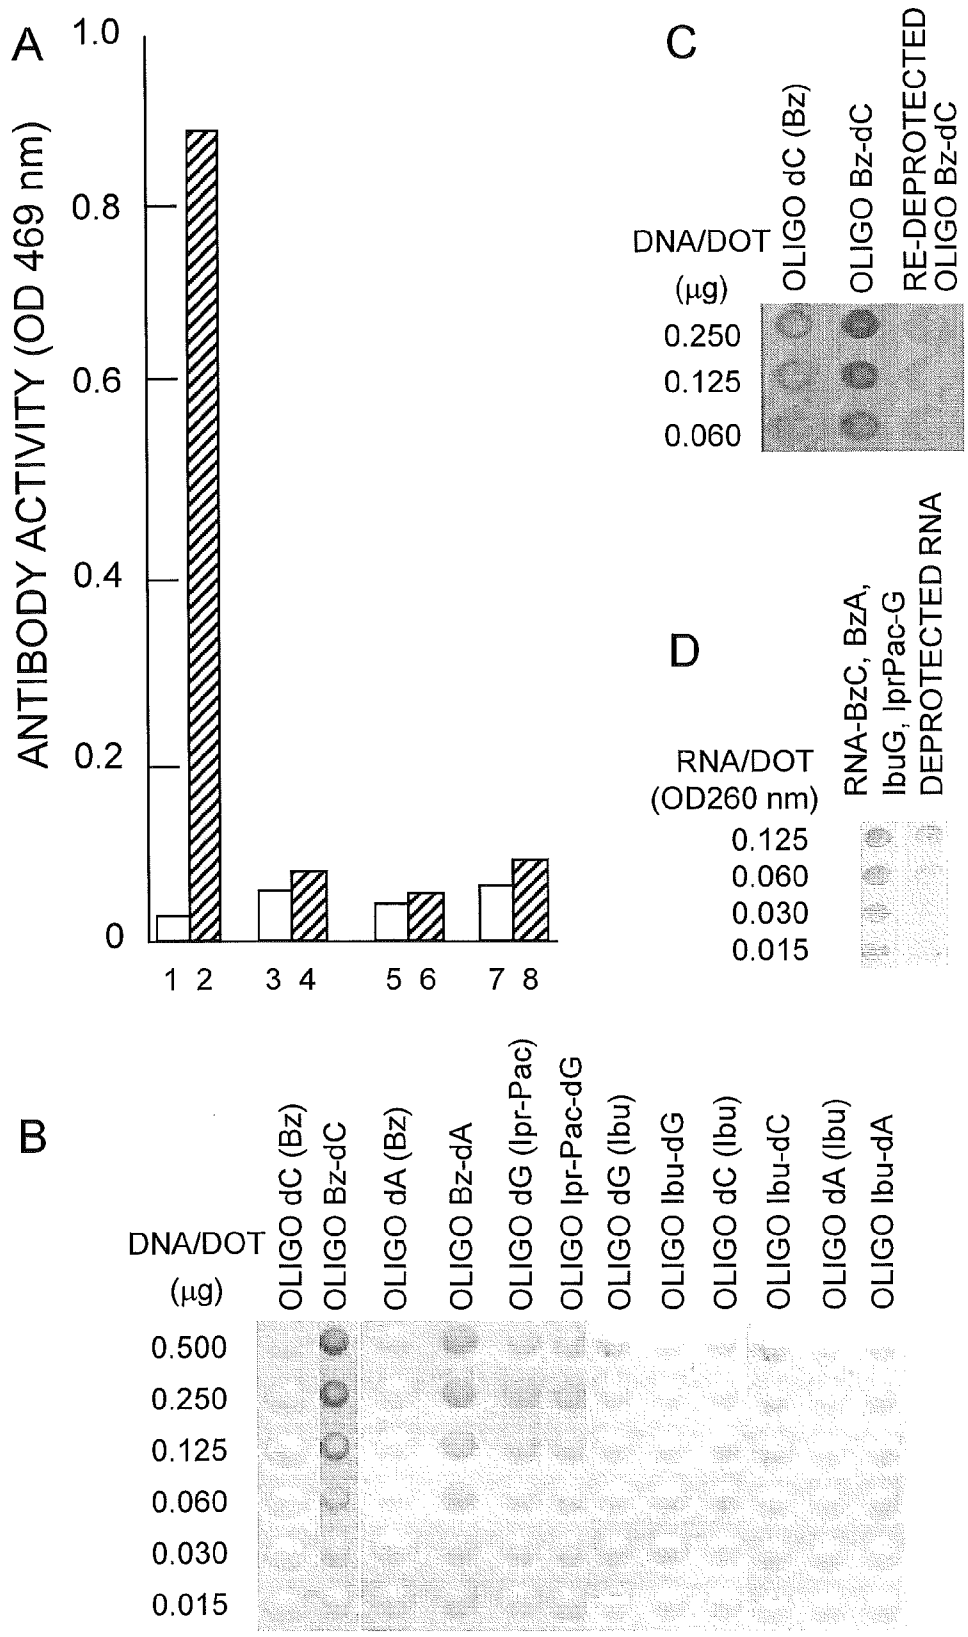 A
ANTIBODY ACTIVITY (OD 469 nm)
1.0
0.8
0.6
0.4
0.2
0
1 2 3 4 5 6 7 8
C
DNA/DOT
(µg)
OLIGO dC (Bz)
OLIGO Bz-dC
RE-DEPROTECTED
OLIGO Bz-dC
0.250
0.125
0.060
D
RNA/DOT
(OD260 nm)
RNA-BzC, BzA,
IbuG, IprPac-G
DEPROTECTED RNA
0.125
0.060
0.030
0.015
B
DNA/DOT
(µg)
OLIGO dC (Bz)
OLIGO Bz-dC
OLIGO dA (Bz)
OLIGO Bz-dA
OLIGO dG (Ipr-Pac)
OLIGO Ipr-Pac-dG
OLIGO dG (Ibu)
OLIGO Ibu-dG
OLIGO dC (Ibu)
OLIGO Ibu-dC
OLIGO dA (Ibu)
OLIGO Ibu-dA
0.500
0.250
0.125
0.060
0.030
0.015